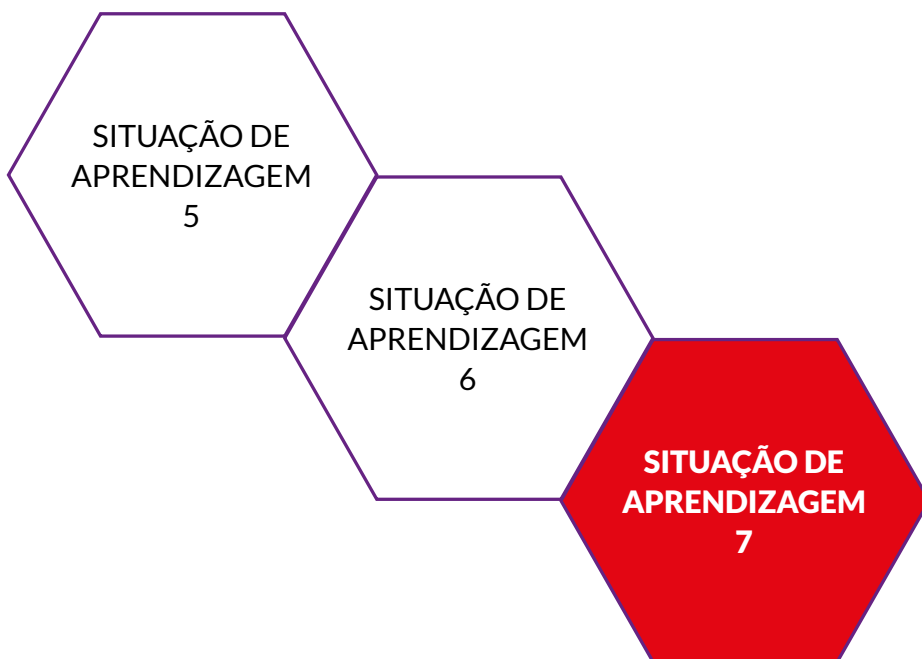 SITUAÇÃO DE
APRENDIZAGEM
5
SITUAÇÃO DE
APRENDIZAGEM
6
SITUAÇÃO DE
APRENDIZAGEM
7